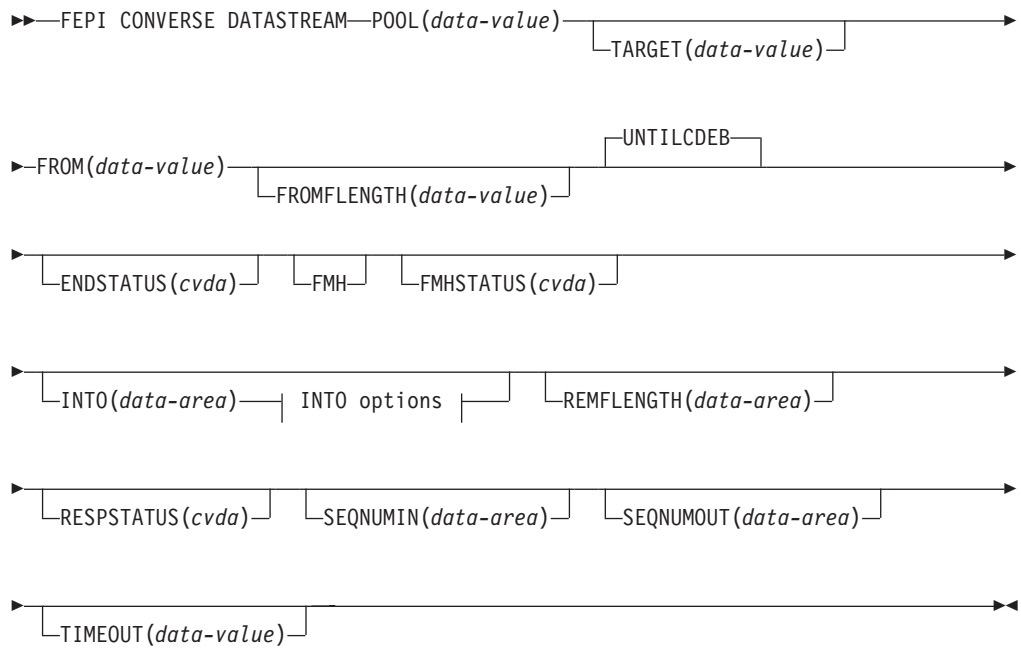 FEPI CONVERSE DATASTREAM POOL(data-value)
TARGET(data-value)
UNTILCDEB
FROM(data-value)
FROMFLENGTH(data-value)
ENDSTATUS(cvda) FMH FMHSTATUS(cvda)
INTO(data-area) INTO options REMFLENGTH(data-area)
RESPSTATUS(cvda) SEQNUMIN(data-area) SEQNUMOUT(data-area)
TIMEOUT(data-value)